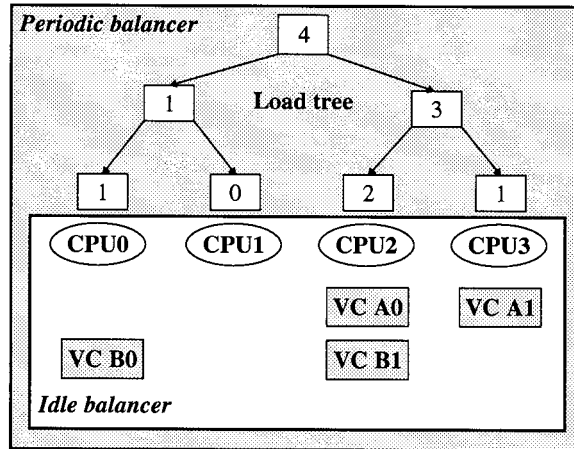 Periodic balancer
4
1
Load tree
3
1
0
2
1
CPU0
CPU1
CPU2
CPU3
VC A0
VC A1
VC B0
VC B1
Idle balancer